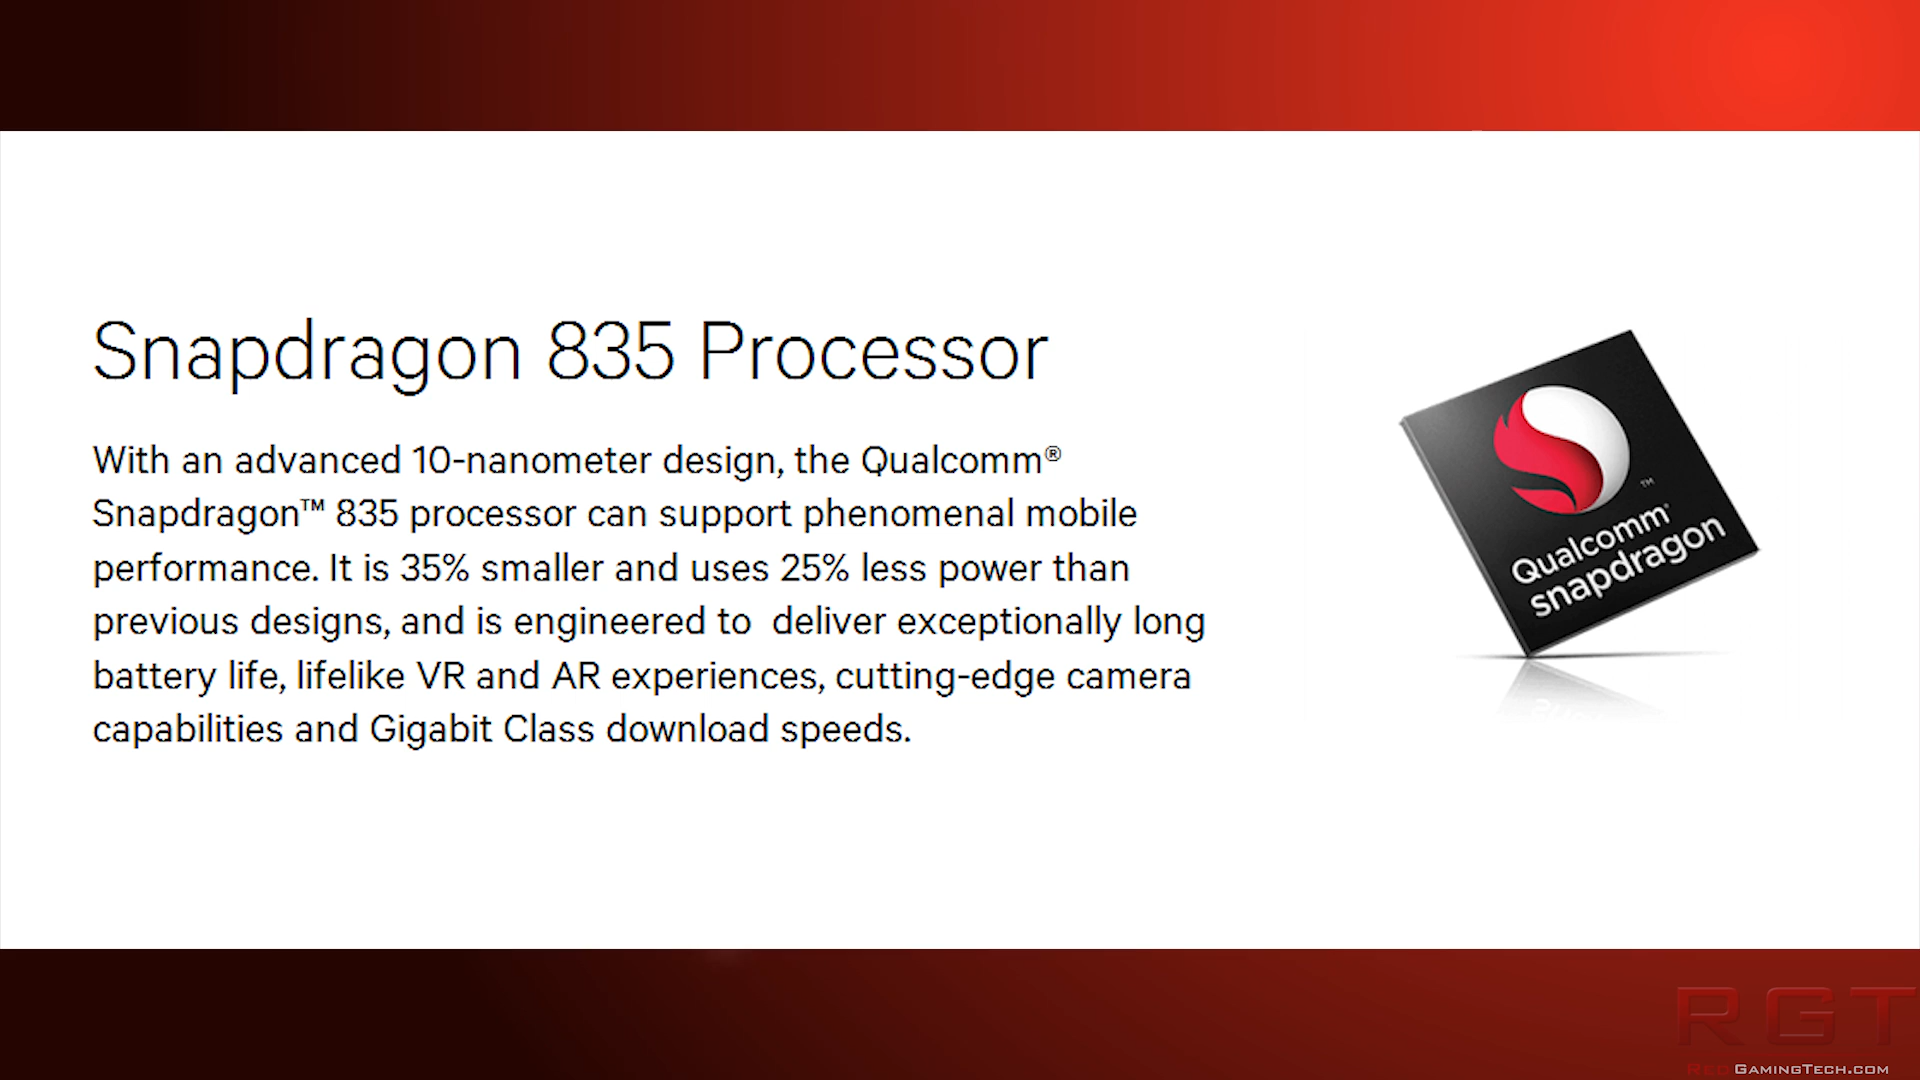 Snapdragon 835 Processor
With an advanced 10-nanometer design, the Qualcomm®
Snapdragon™ 835 processor can support phenomenal mobile
performance. It is 35% smaller and uses 25% less power than
previous designs, and is engineered to  deliver exceptionally long
battery life, lifelike VR and AR experiences, cutting-edge camera
capabilities and Gigabit Class download speeds.
™
Qualcomm®
snapdragon
RGT
RedGamingTech.com